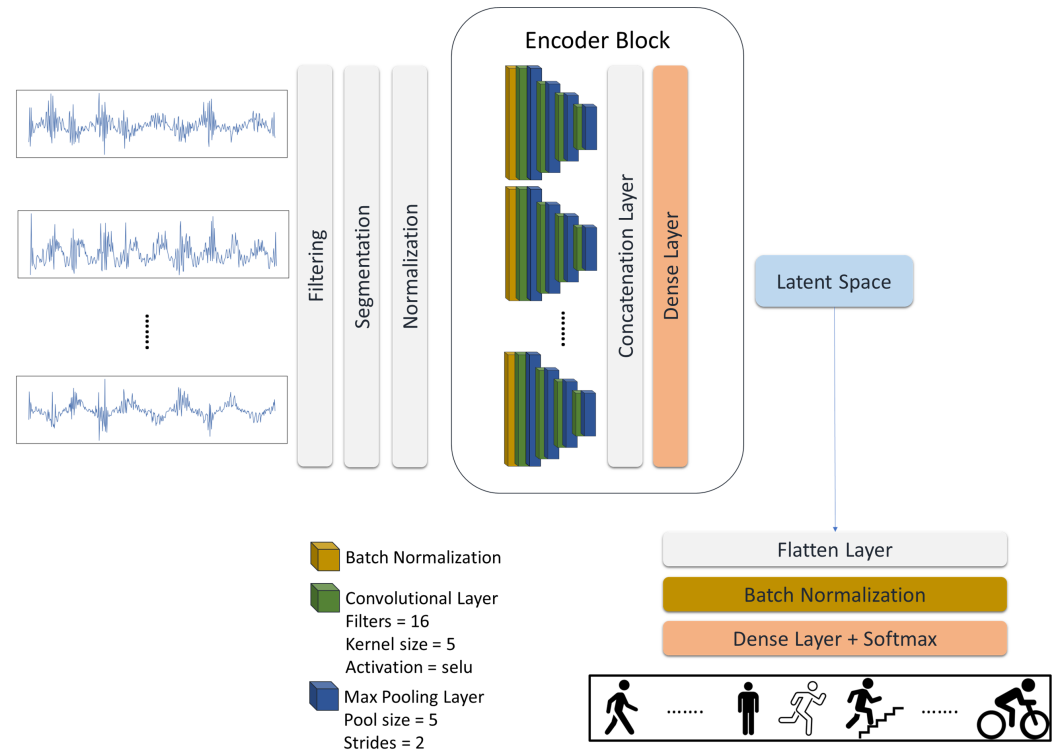 Encoder Block
Filtering
Segmentation
Normalization
Concatenation Layer
Dense Layer
Latent Space
Flatten Layer
Batch Normalization
Dense Layer + Softmax
Batch Normalization
Convolutional Layer
Filters = 16
Kernel size = 5
Activation = selu
Max Pooling Layer
Pool size = 5
Strides = 2